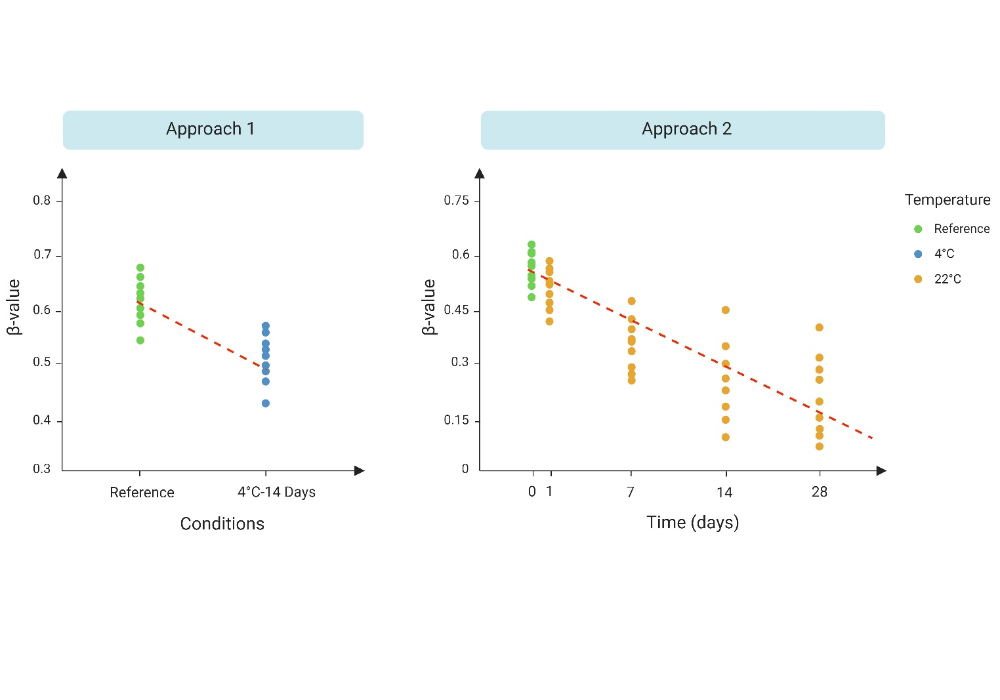 Approach 1
β-value
0.8
0.7
0.6
0.5
0.4
0.3
Reference
4°C-14 Days
Conditions
Approach 2
β-value
0.75
0.6
0.45
0.3
0.15
0
0 1 7 14 28
Time (days)
Temperature
Reference
4°C
22°C